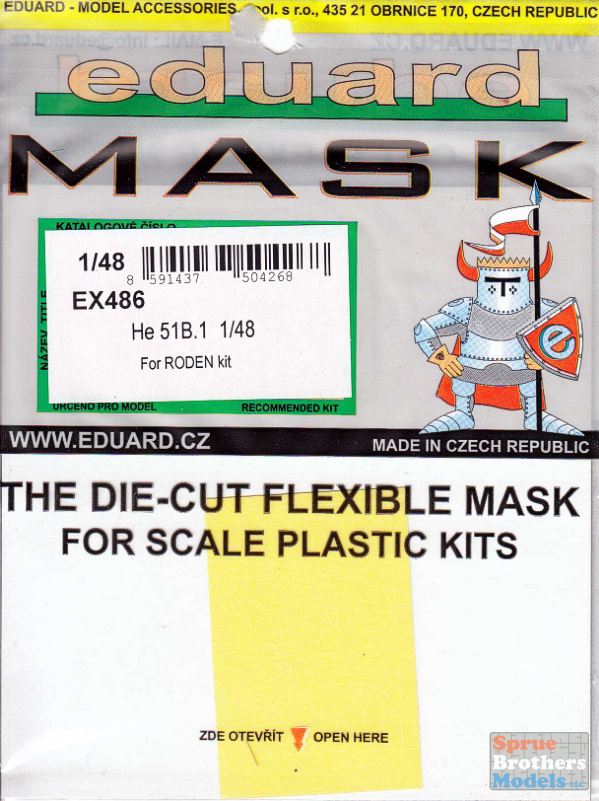 EDUARD - MODEL ACCESSORIES, spol. s r.o., 435 21 OBRNICE 170, CZECH REPUBLIC
eduard
MASK
KATALOGOVÉ ČÍSLO
NÁZEV TITLE
1/48
8 591437 504268
EX486
He 51B.1 1/48
For RODEN kit
URČENO PRO MODEL RECOMMENDED KIT
e
WWW.EDUARD.CZ
MADE IN CZECH REPUBLIC
THE DIE-CUT FLEXIBLE MASK
FOR SCALE PLASTIC KITS
ZDE OTEVŘÍT OPEN HERE
Sprue
Brothers
Models LLC